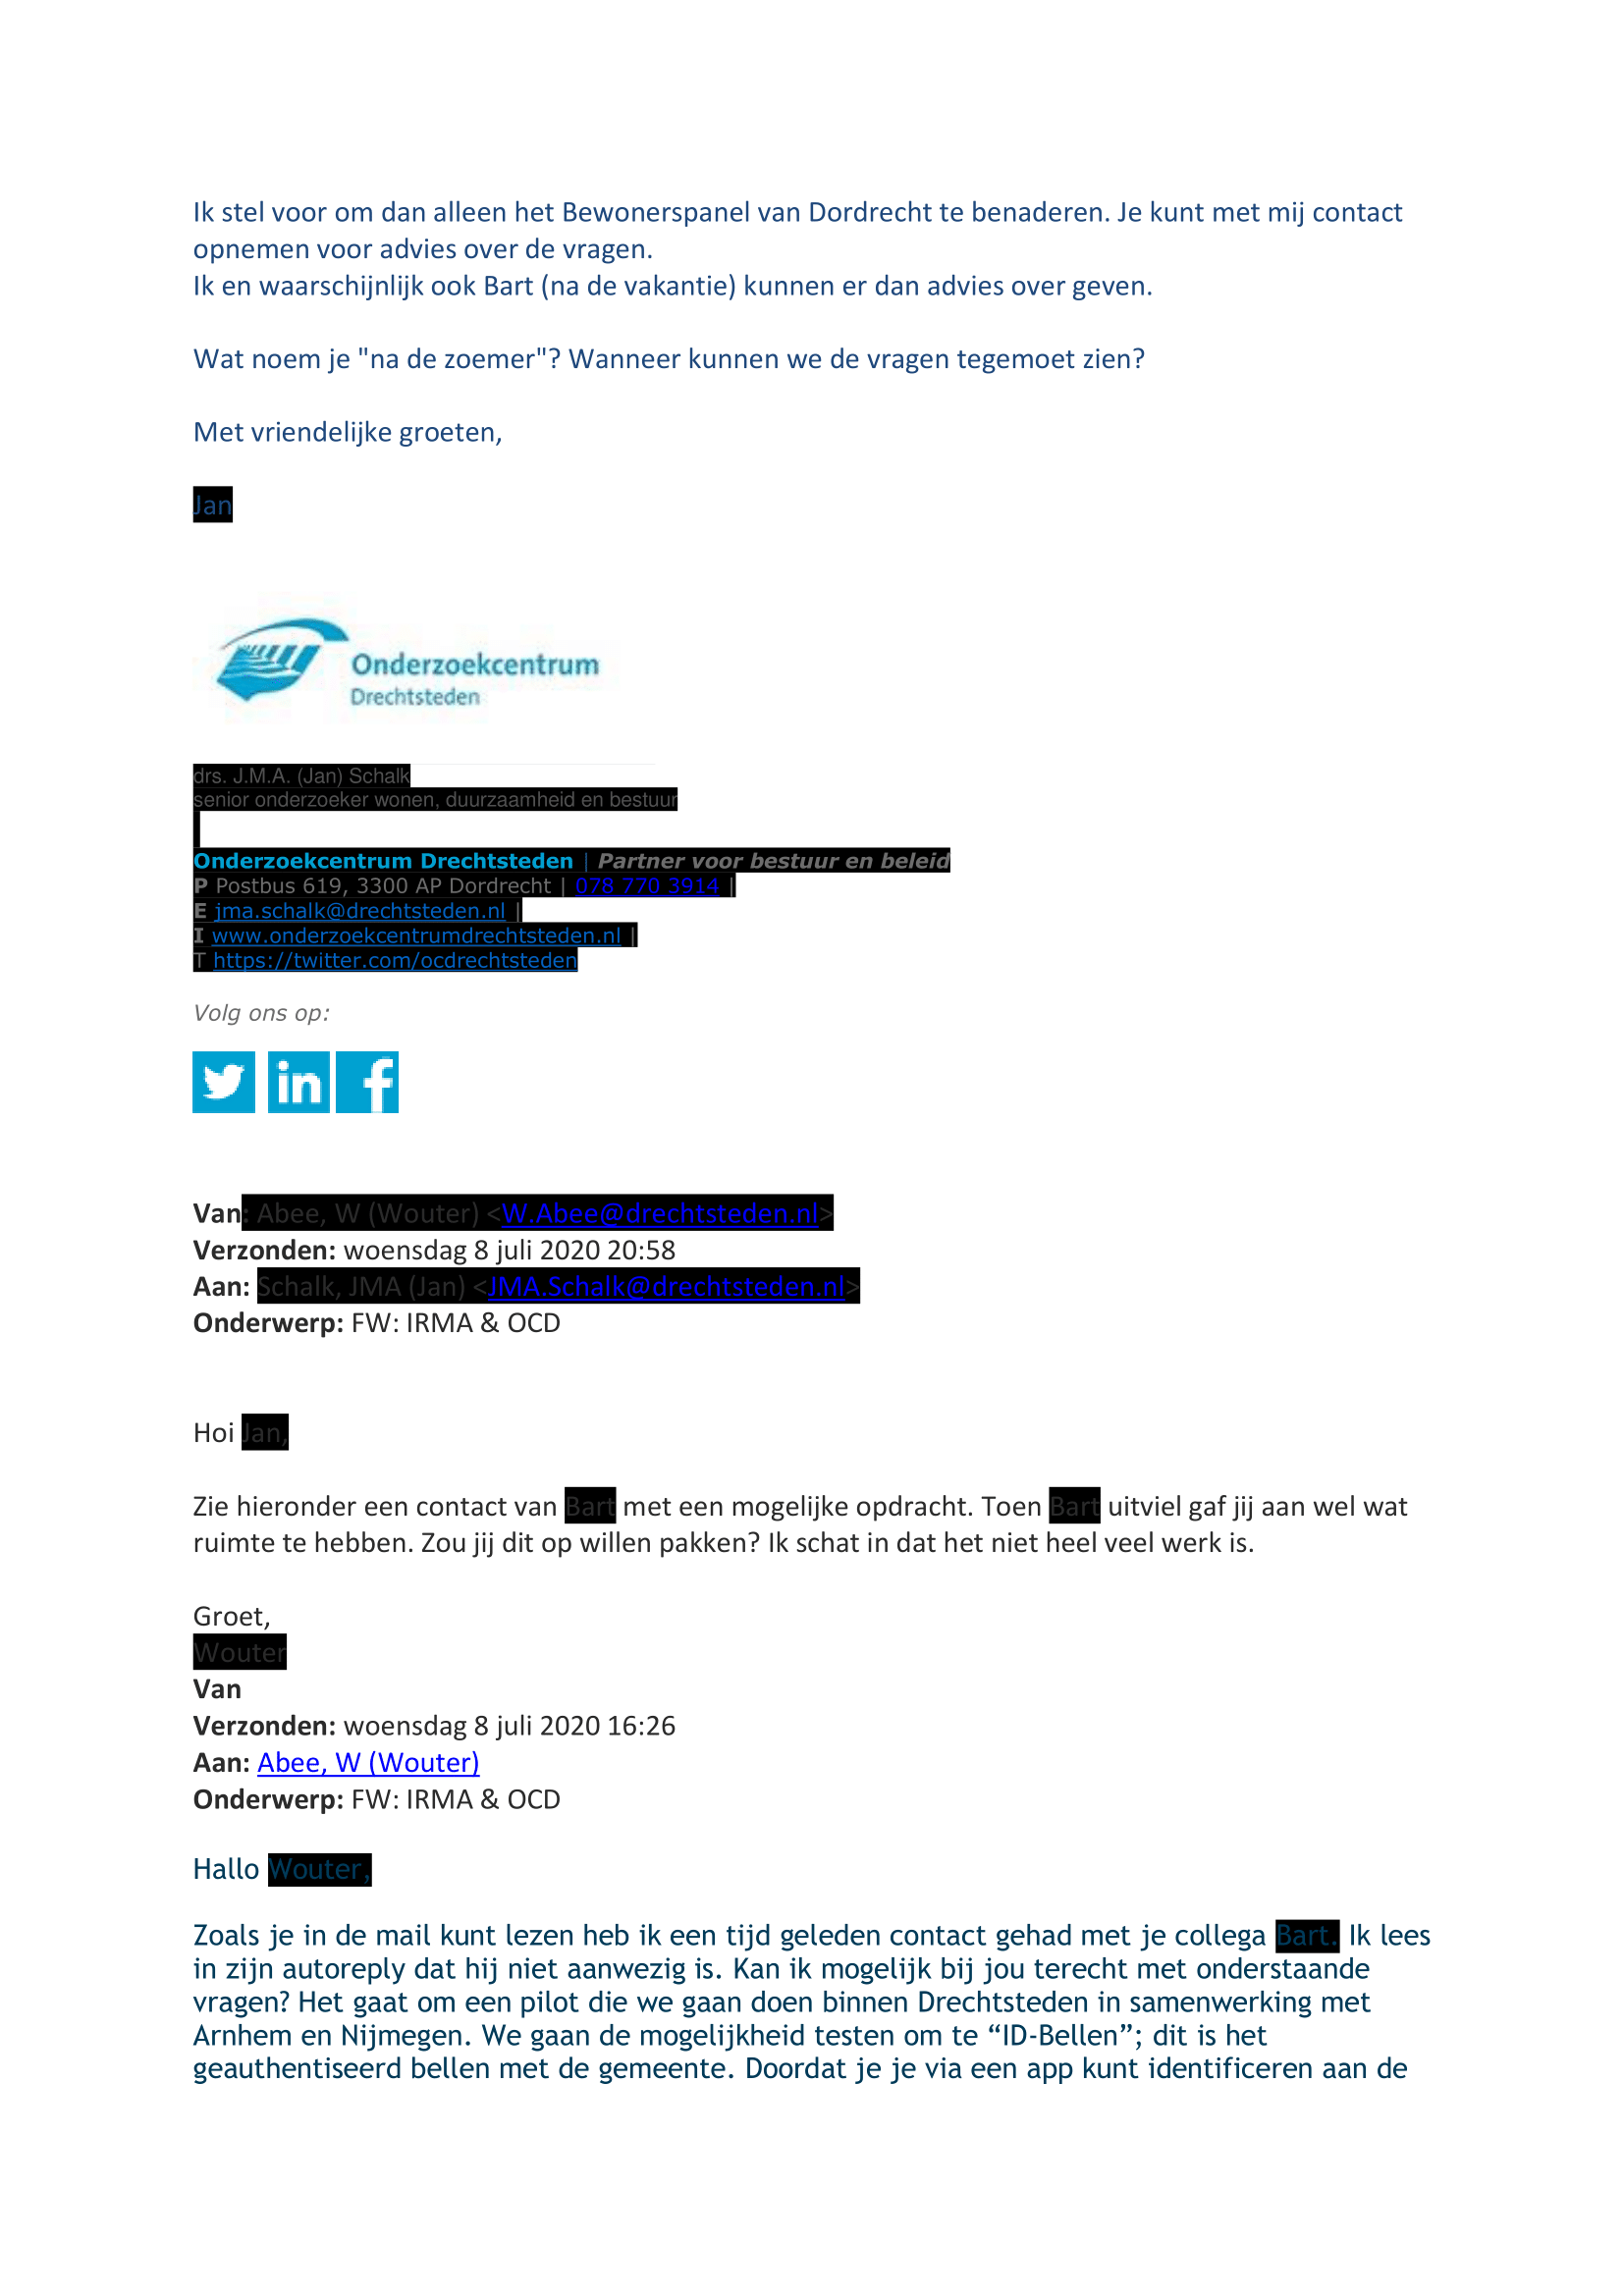 Ik stel voor om dan alleen het Bewonerspanel van Dordrecht te benaderen. Je kunt met mij contact
opnemen voor advies over de vragen.
Ik en waarschijnlijk ook Bart (na de vakantie) kunnen er dan advies over geven.
Wat noem je "na de zoemer"? Wanneer kunnen we de vragen tegemoet zien?
Met vriendelijke groeten,
Jan
Onderzoekcentrum
Drechtsteden
drs. J.M.A. (Jan) Schalk
senior onderzoeker wonen, duurzaamheid en bestuur
Onderzoekcentrum Drechtsteden | Partner voor bestuur en beleid
P Postbus 619, 3300 AP Dordrecht | 078 770 3914 |
E jma.schalk@drechtsteden.nl |
I www.onderzoekcentrumdrechtsteden.nl |
T https://twitter.com/ocdrechtsteden
Volg ons op:
Van: Abee, W (Wouter) <W.Abee@drechtsteden.nl>
Verzonden: woensdag 8 juli 2020 20:58
Aan: Schalk, JMA (Jan) <JMA.Schalk@drechtsteden.nl>
Onderwerp: FW: IRMA & OCD
Hoi Jan,
Zie hieronder een contact van Bart met een mogelijke opdracht. Toen Bart uitviel gaf jij aan wel wat
ruimte te hebben. Zou jij dit op willen pakken? Ik schat in dat het niet heel veel werk is.
Groet,
Wouter
Van
Verzonden: woensdag 8 juli 2020 16:26
Aan: Abee, W (Wouter)
Onderwerp: FW: IRMA & OCD
Hallo Wouter,
Zoals je in de mail kunt lezen heb ik een tijd geleden contact gehad met je collega Bart. Ik lees
in zijn autoreply dat hij niet aanwezig is. Kan ik mogelijk bij jou terecht met onderstaande
vragen? Het gaat om een pilot die we gaan doen binnen Drechtsteden in samenwerking met
Arnhem en Nijmegen. We gaan de mogelijkheid testen om te “ID-Bellen”; dit is het
geauthentiseerd bellen met de gemeente. Doordat je je via een app kunt identificeren aan de